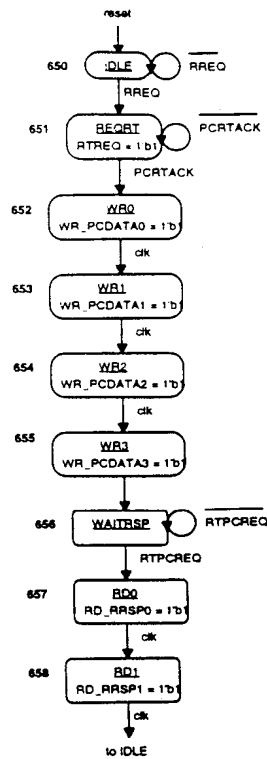 reset
650
IDLE
RREQ
RREQ
651
REQRT
RTREQ = 1'b1
PCRTACK
PCRTACK
652
WR0
WR_PCDATA0 = 1'b1
clk
653
WR1
WR_PCDATA1 = 1'b1
clk
654
WR2
WR_PCDATA2 = 1'b1
clk
655
WR3
WR_PCDATA3 = 1'b1
656
WAITRSP
RTPCREQ
RTPCREQ
657
RD0
RD_RRSP0 = 1'b1
clk
658
RD1
RD_RRSP1 = 1'b1
clk
to IDLE